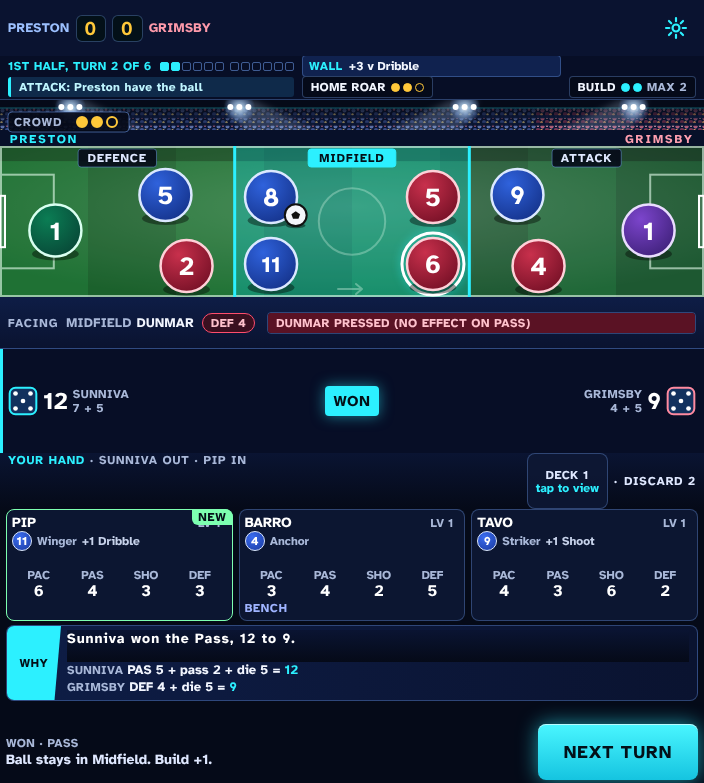 PRESTON 0 0 GRIMSBY
1ST HALF, TURN 2 OF 6
WALL +3 v Dribble
ATTACK: Preston have the ball
HOME ROAR
BUILD MAX 2
CROWD
PRESTON
GRIMSBY
DEFENCE
MIDFIELD
ATTACK
5
8
5
9
1
1
2
11
6
4
FACING MIDFIELD DUNMAR DEF 4
DUNMAR PRESSED (NO EFFECT ON PASS)
12 SUNNIVA
7 + 5
WON
GRIMSBY 9
4 + 5
YOUR HAND · SUNNIVA OUT · PIP IN
DECK 1
tap to view
· DISCARD 2
PIP
NEW
11 Winger +1 Dribble
PAC PAS SHO DEF
6 4 3 3
BARRO LV 1
4 Anchor
PAC PAS SHO DEF
3 4 2 5
BENCH
TAVO LV 1
9 Striker +1 Shoot
PAC PAS SHO DEF
4 3 6 2
WHY
Sunniva won the Pass, 12 to 9.
SUNNIVA PAS 5 + pass 2 + die 5 = 12
GRIMSBY DEF 4 + die 5 = 9
WON · PASS
Ball stays in Midfield. Build +1.
NEXT TURN